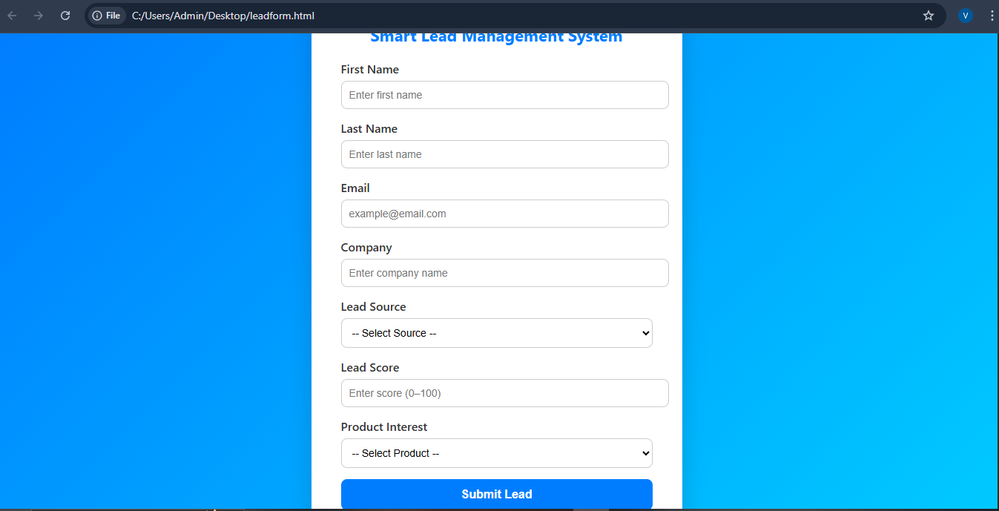 File C:/Users/Admin/Desktop/leadform.html
V
Smart Lead Management System
First Name
Enter first name
Last Name
Enter last name
Email
example@email.com
Company
Enter company name
Lead Source
-- Select Source --
Lead Score
Enter score (0–100)
Product Interest
-- Select Product --
Submit Lead